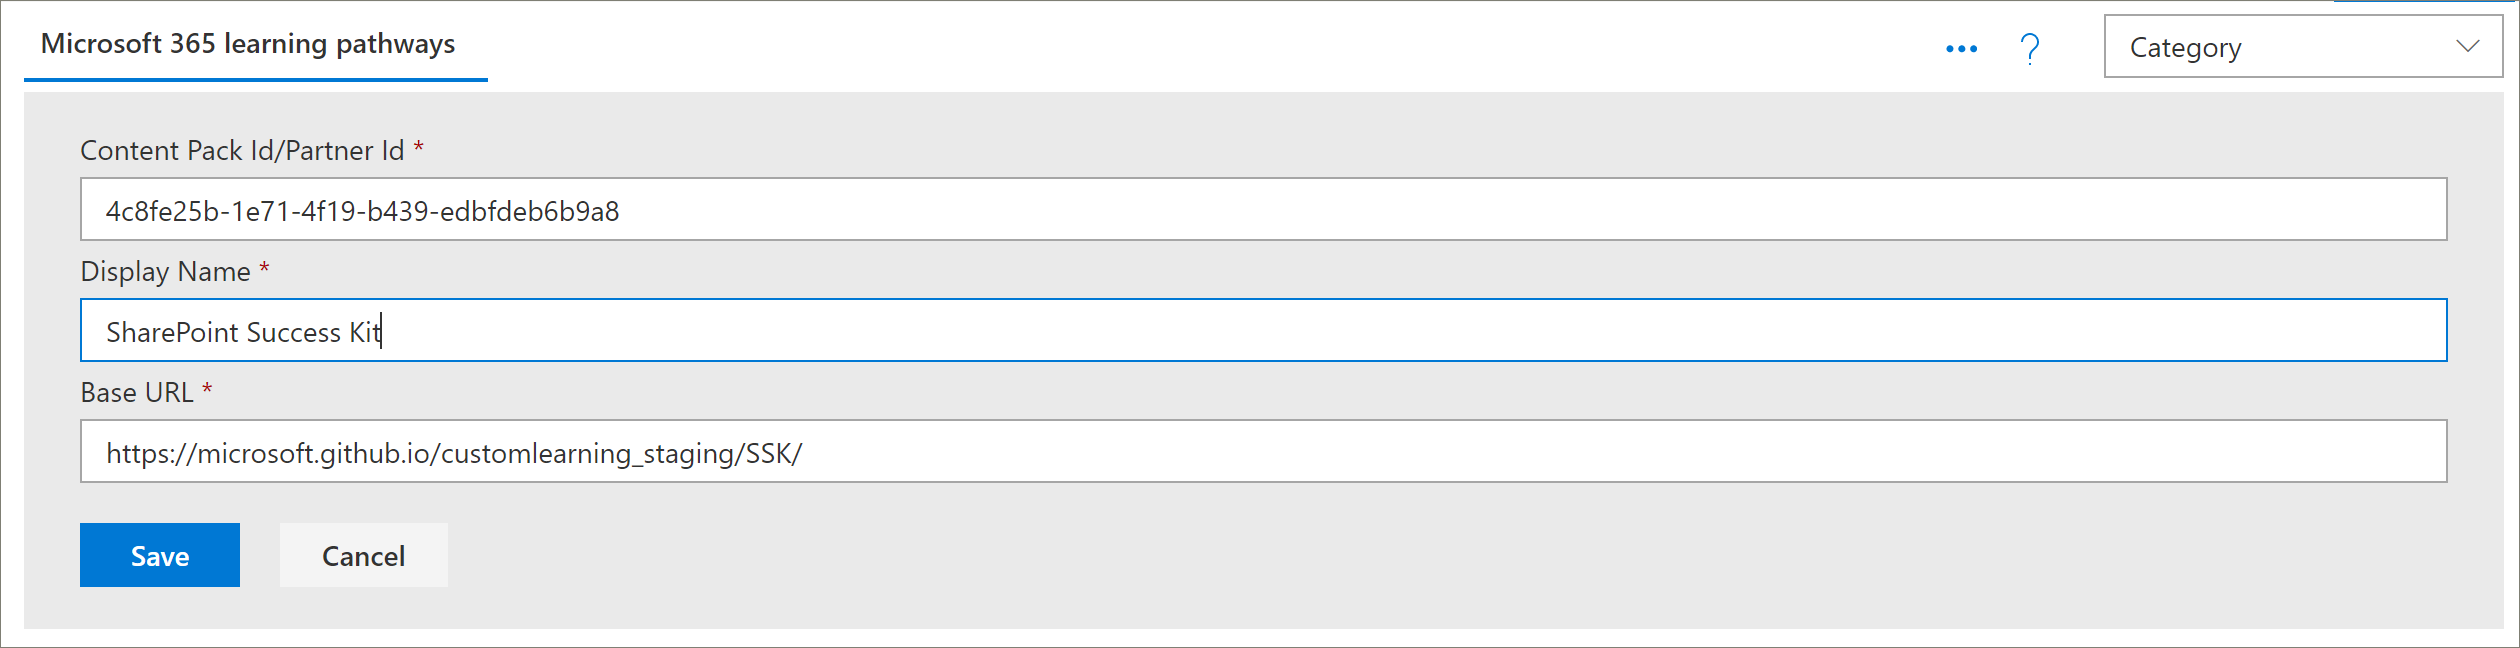 Microsoft 365 learning pathways
Category
Content Pack Id/Partner Id *
4c8fe25b-1e71-4f19-b439-edbfdeb6b9a8
Display Name *
SharePoint Success Kit
Base URL *
https://microsoft.github.io/customlearning_staging/SSK/
Save Cancel